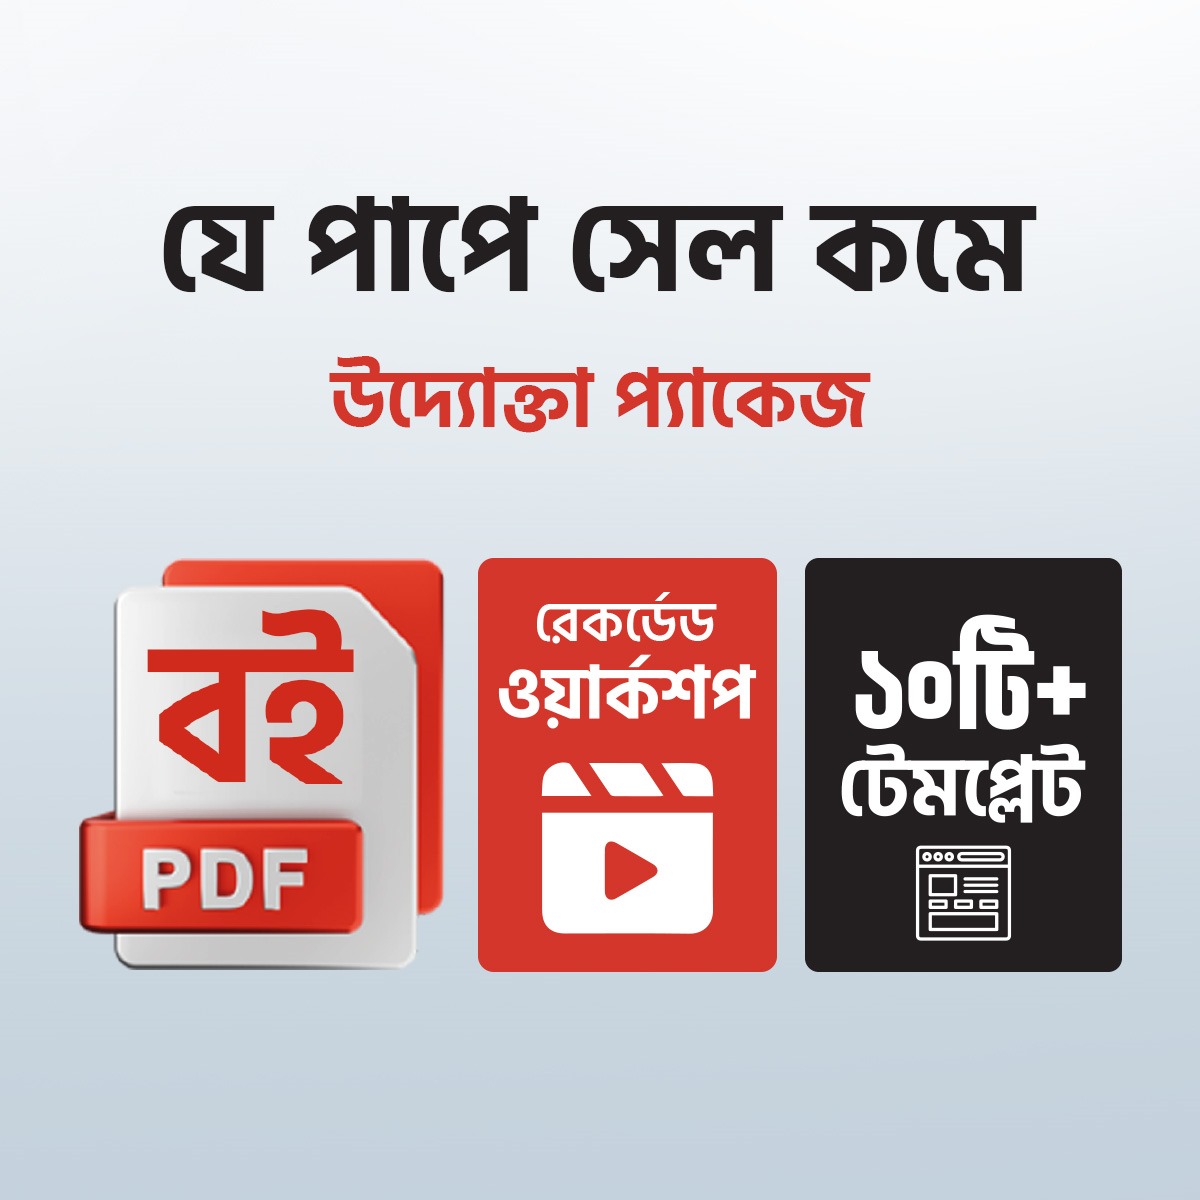 যে পাপে সেল কমে
উদ্যোক্তা প্যাকেজ
বই
PDF
রেকর্ডেড
ওয়ার্কশপ
১০টি+
টেমপ্লেট